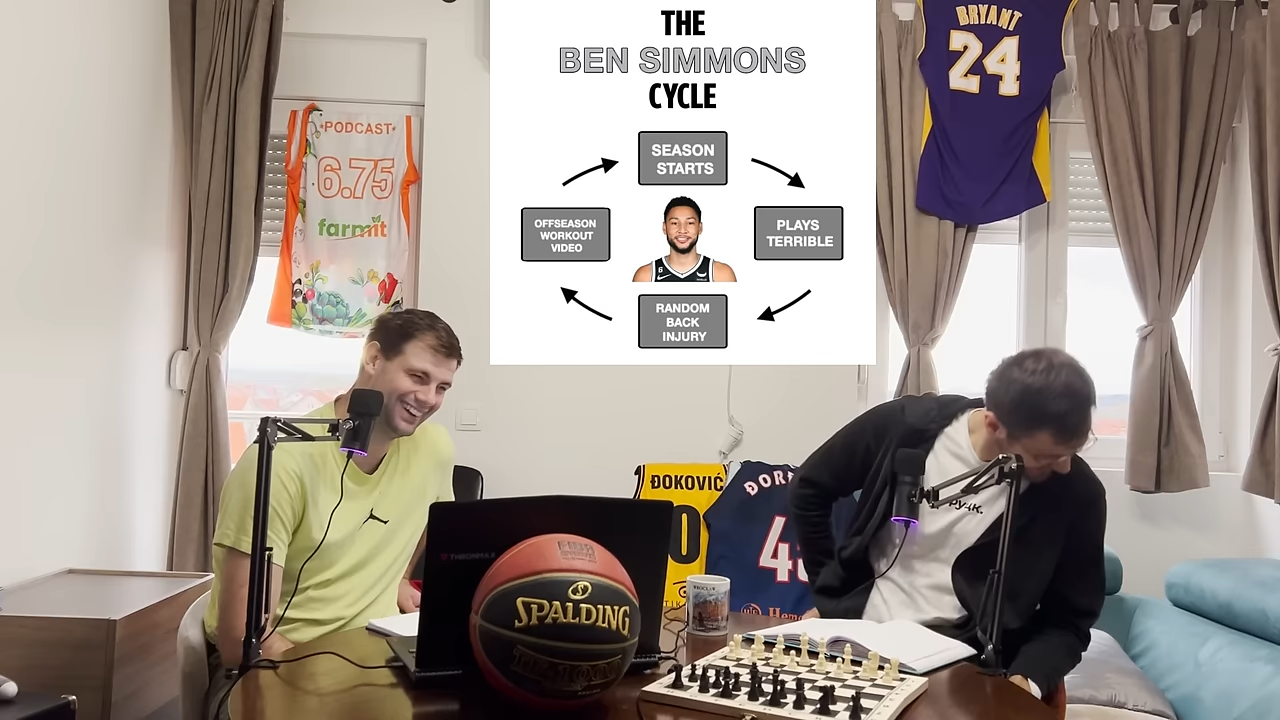 THE
BEN SIMMONS
CYCLE
SEASON
STARTS
PLAYS
TERRIBLE
RANDOM
BACK
INJURY
OFFSEASON
WORKOUT
VIDEO
PODCAST
6.75
farmit
BRYANT
24
ĐOKOVIĆ
0
SPALDING